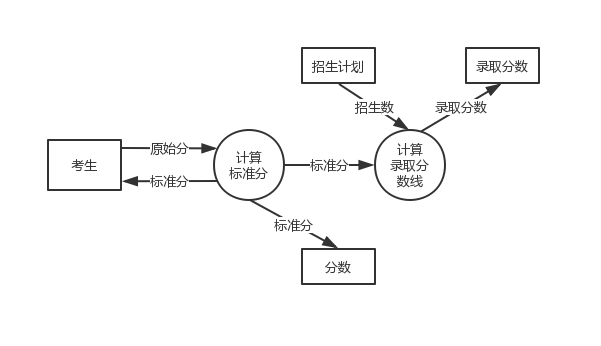 招生计划
录取分数
招生数
录取分数
考生
原始分
标准分
计算
标准分
标准分
计算
录取分
数线
标准分
分数